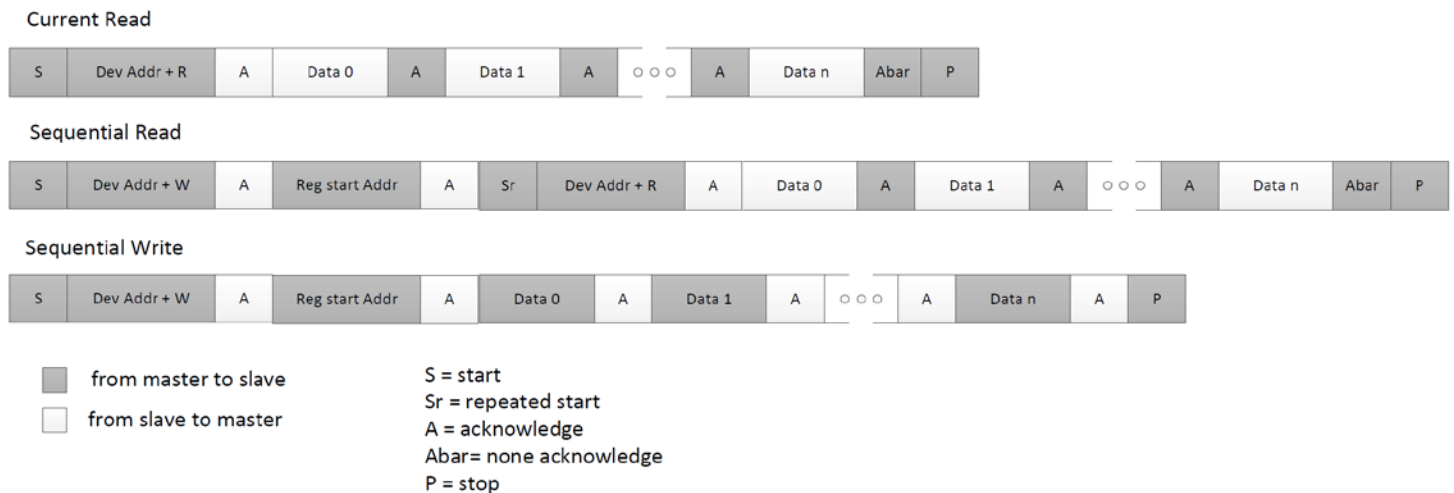 Current Read
S Dev Addr + R A Data 0 A Data 1 A A Data n Abar P
Sequential Read
S Dev Addr + W A Reg start Addr A Sr Dev Addr + R A Data 0 A Data 1 A A Data n Abar P
Sequential Write
S Dev Addr + W A Reg start Addr A Data 0 A Data 1 A A Data n A P
from master to slave
from slave to master
S = start
Sr = repeated start
A = acknowledge
Abar= none acknowledge
P = stop